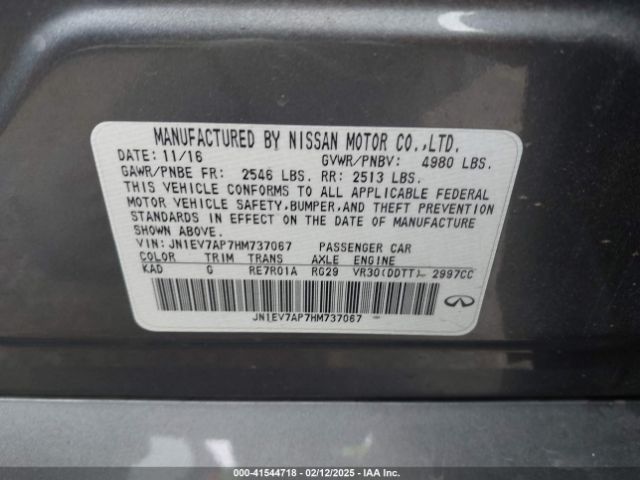 MANUFACTURED BY NISSAN MOTOR CO.,LTD.
DATE: 11/16 GVWR/PNBV: 4980 LBS.
GAWR/PNBE FR: 2546 LBS. RR: 2513 LBS.
THIS VEHICLE CONFORMS TO ALL APPLICABLE FEDERAL
MOTOR VEHICLE SAFETY,BUMPER,AND THEFT PREVENTION
STANDARDS IN EFFECT ON THE DATE OF MANUFACTURE
SHOWN ABOVE.
VIN: JN1EV7AP7HM737067 PASSENGER CAR
COLOR TRIM TRANS AXLE ENGINE
KAD G RE7R01A RG29 VR30(DDTT)- 2997CC
JN1EV7AP7HM737067
000-41544718 - 02/12/2025 - IAA Inc.